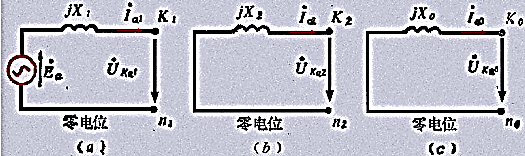 jX₁ İₐ₁ K₁
Ėₐ U̇ₖₐ₁
零电位 n₁
(a)
jX₂ İₐ₂ K₂
U̇ₖₐ₂
零电位 n₂
(b)
jX₀ İₐ₀ K₀
U̇ₖₐ₀
零电位 n₀
(c)